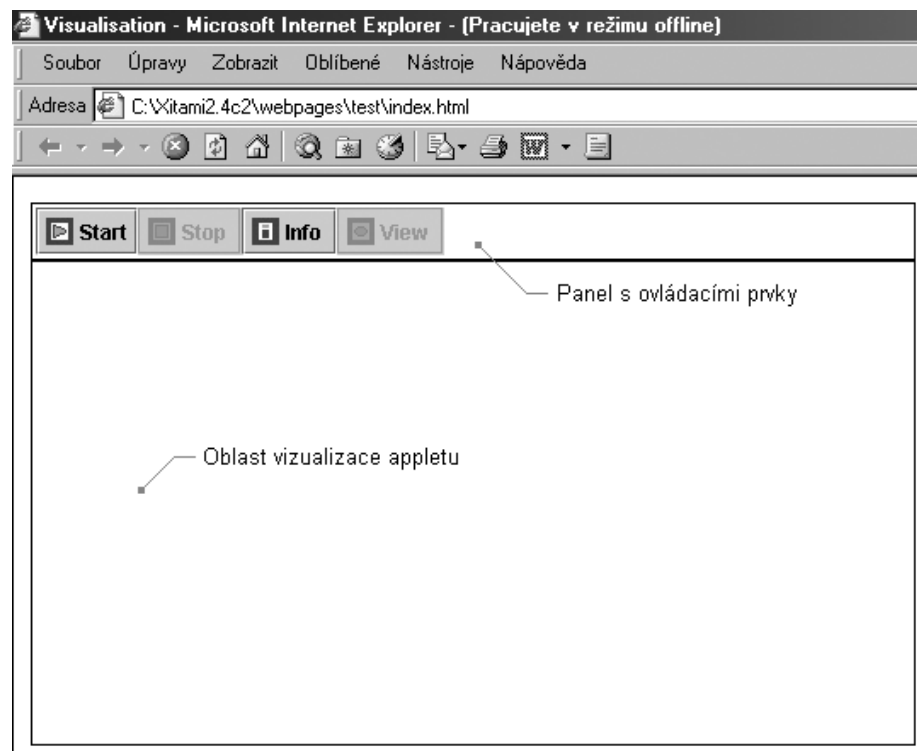 Visualisation - Microsoft Internet Explorer - (Pracujete v režimu offline)
Soubor Úpravy Zobrazit Oblíbené Nástroje Nápověda
Adresa C:\Xitami2.4c2\webpages\test\index.html
Start Stop Info View
Panel s ovládacími prvky
Oblast vizualizace appletu